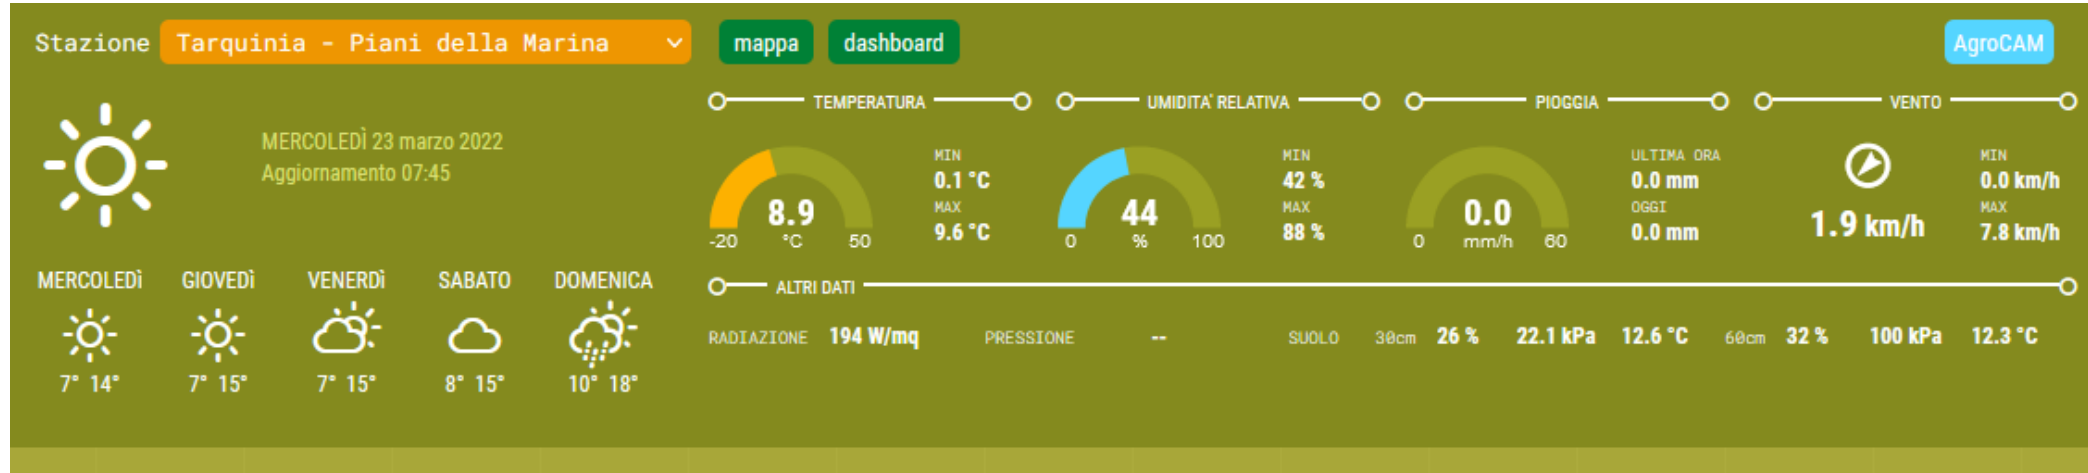 Stazione Tarquinia - Piani della Marina mappa dashboard AgroCAM
MERCOLEDÌ 23 marzo 2022
Aggiornamento 07:45
TEMPERATURA
8.9
°C
-20 50
MIN
0.1 °C
MAX
9.6 °C
UMIDITA' RELATIVA
44
%
0 100
MIN
42 %
MAX
88 %
PIOGGIA
0.0
mm/h
0 60
ULTIMA ORA
0.0 mm
OGGI
0.0 mm
VENTO
1.9 km/h
MIN
0.0 km/h
MAX
7.8 km/h
MERCOLEDÌ GIOVEDÌ VENERDÌ SABATO DOMENICA
7° 14° 7° 15° 7° 15° 8° 15° 10° 18°
ALTRI DATI
RADIAZIONE 194 W/mq PRESSIONE -- SUOLO 30cm 26 % 22.1 kPa 12.6 °C 60cm 32 % 100 kPa 12.3 °C